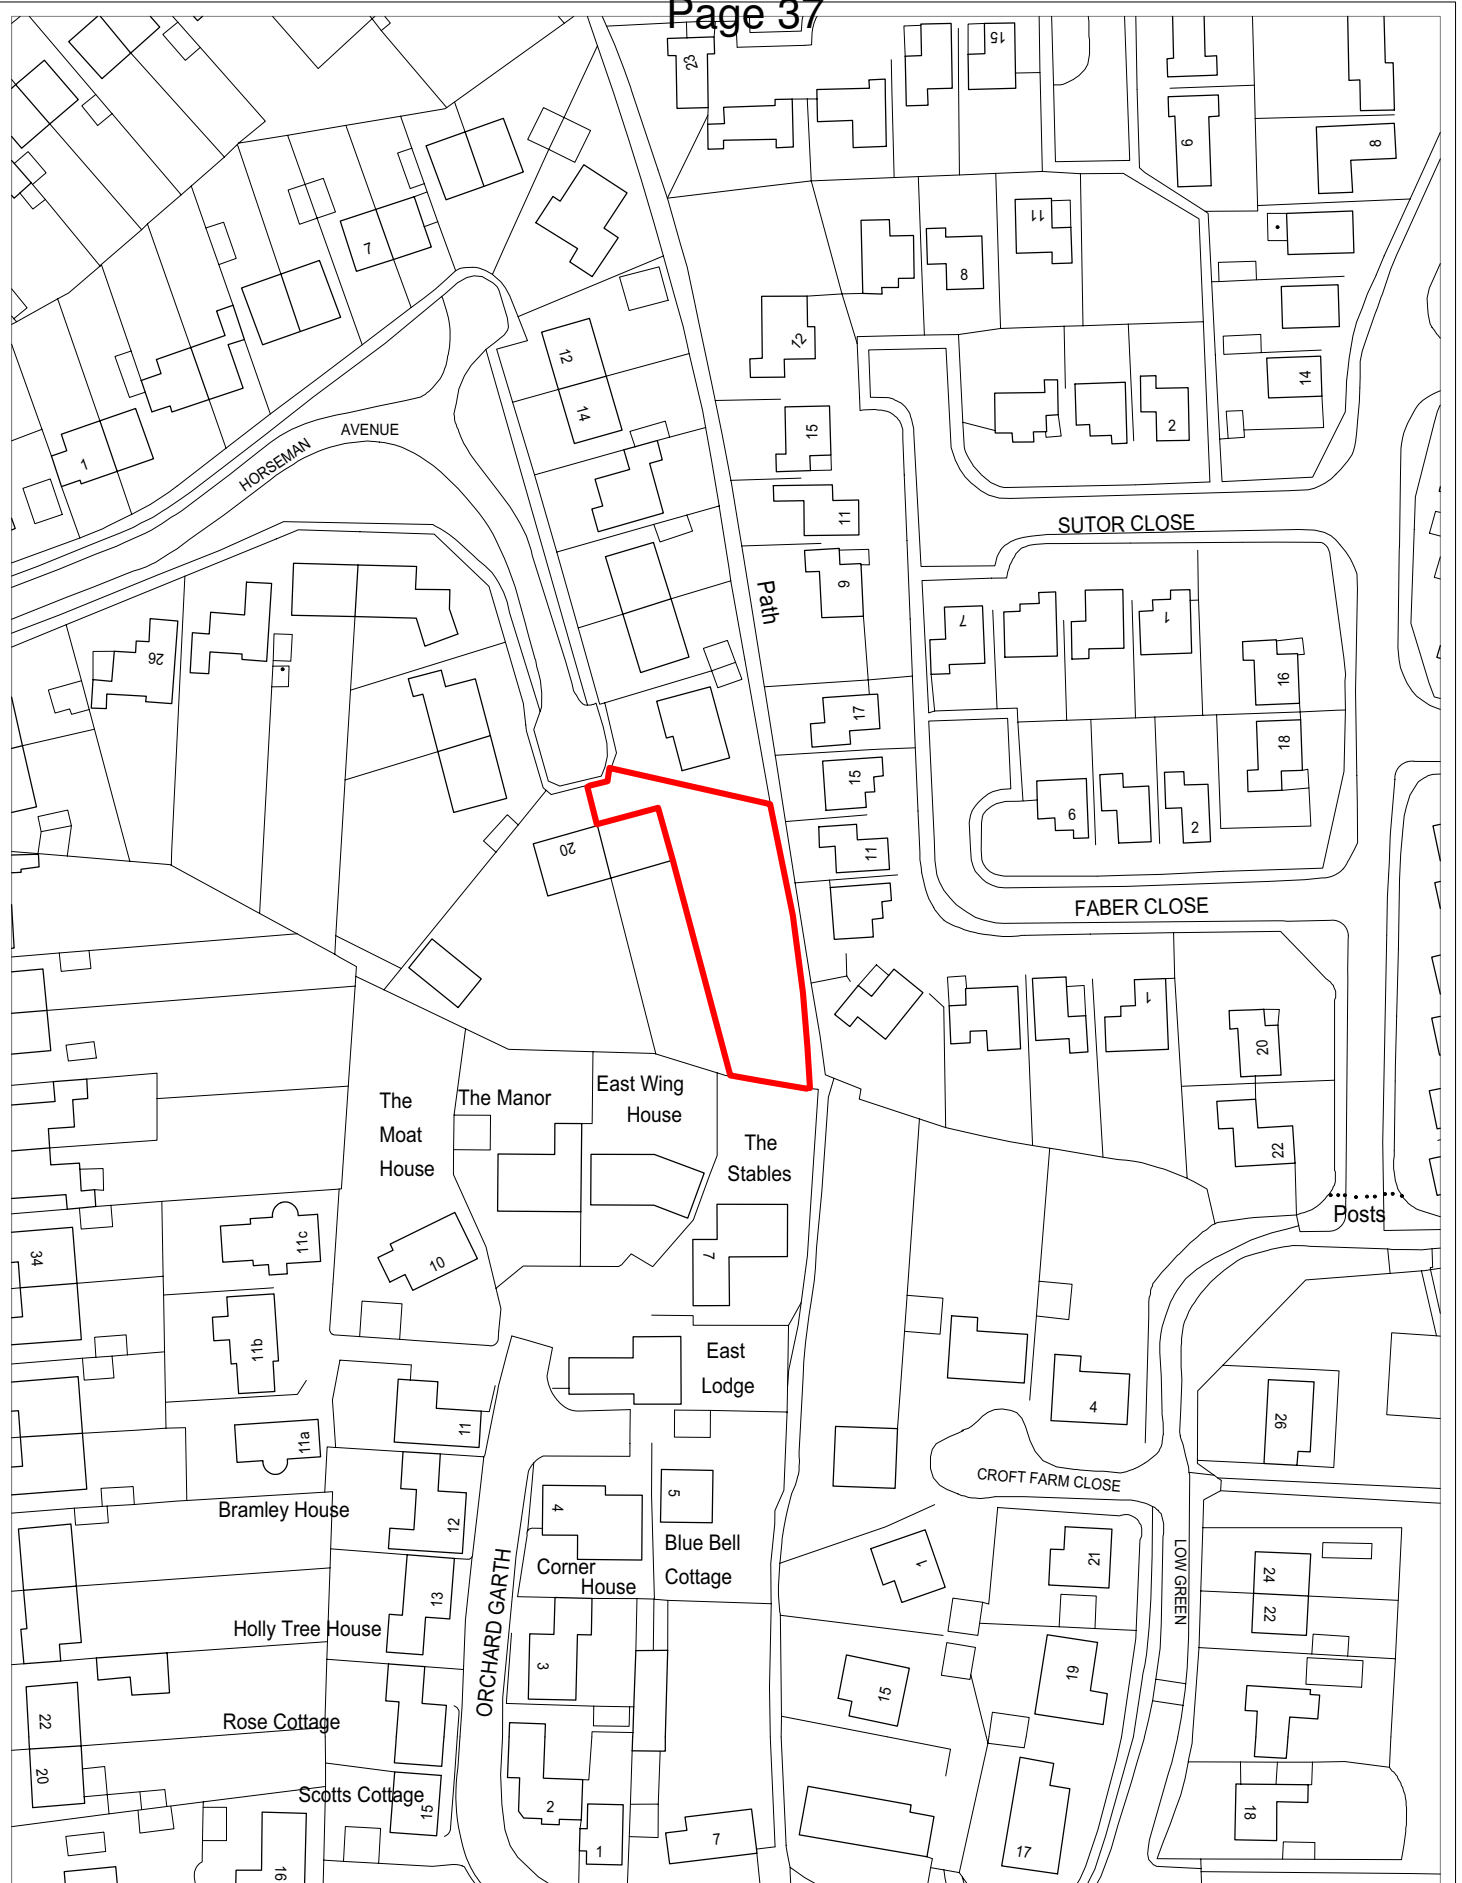 Page 37
23
15
6
8
7
11
8
12
12
14
15
14
2
1
HORSEMAN
AVENUE
11
SUTOR CLOSE
9
Path
7
1
26
16
17
18
15
6
2
20
11
FABER CLOSE
1
20
The Manor
East Wing
House
The
Moat
House
The
Stables
22
Posts
34
11c
10
7
11b
East
Lodge
4
26
11
11a
CROFT FARM CLOSE
Bramley House
12
4
5
Blue Bell
Cottage
Corner
House
1
21
LOW GREEN
24
22
13
Holly Tree House
ORCHARD GARTH
3
15
19
22
Rose Cottage
20
Scotts Cottage
15
2
1
7
17
18
16